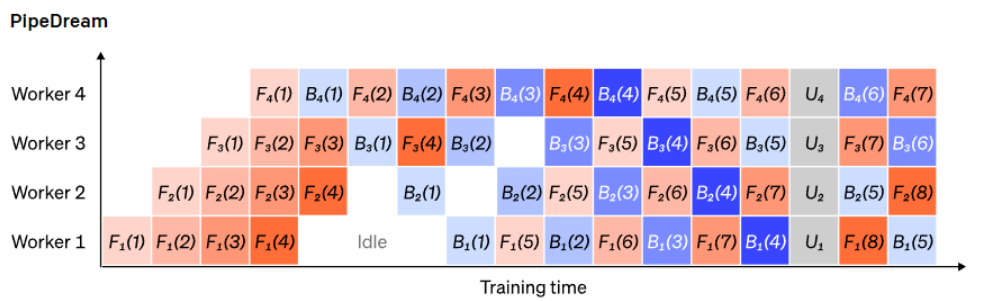 PipeDream
Worker 4 F₄(1) B₄(1) F₄(2) B₄(2) F₄(3) B₄(3) F₄(4) B₄(4) F₄(5) B₄(5) F₄(6) U₄ B₄(6) F₄(7)
Worker 3 F₃(1) F₃(2) F₃(3) B₃(1) F₃(4) B₃(2) B₃(3) F₃(5) B₃(4) F₃(6) B₃(5) U₃ F₃(7) B₃(6)
Worker 2 F₂(1) F₂(2) F₂(3) F₂(4) B₂(1) B₂(2) F₂(5) B₂(3) F₂(6) B₂(4) F₂(7) U₂ B₂(5) F₂(8)
Worker 1 F₁(1) F₁(2) F₁(3) F₁(4) Idle B₁(1) F₁(5) B₁(2) F₁(6) B₁(3) F₁(7) B₁(4) U₁ F₁(8) B₁(5)
Training time